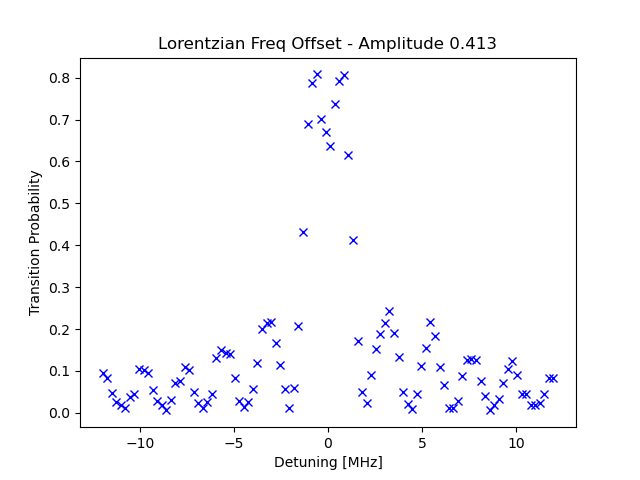 Lorentzian Freq Offset - Amplitude 0.413
0.8
0.7
0.6
0.5
0.4
0.3
0.2
0.1
0.0
Transition Probability
−10 −5 0 5 10
Detuning [MHz]